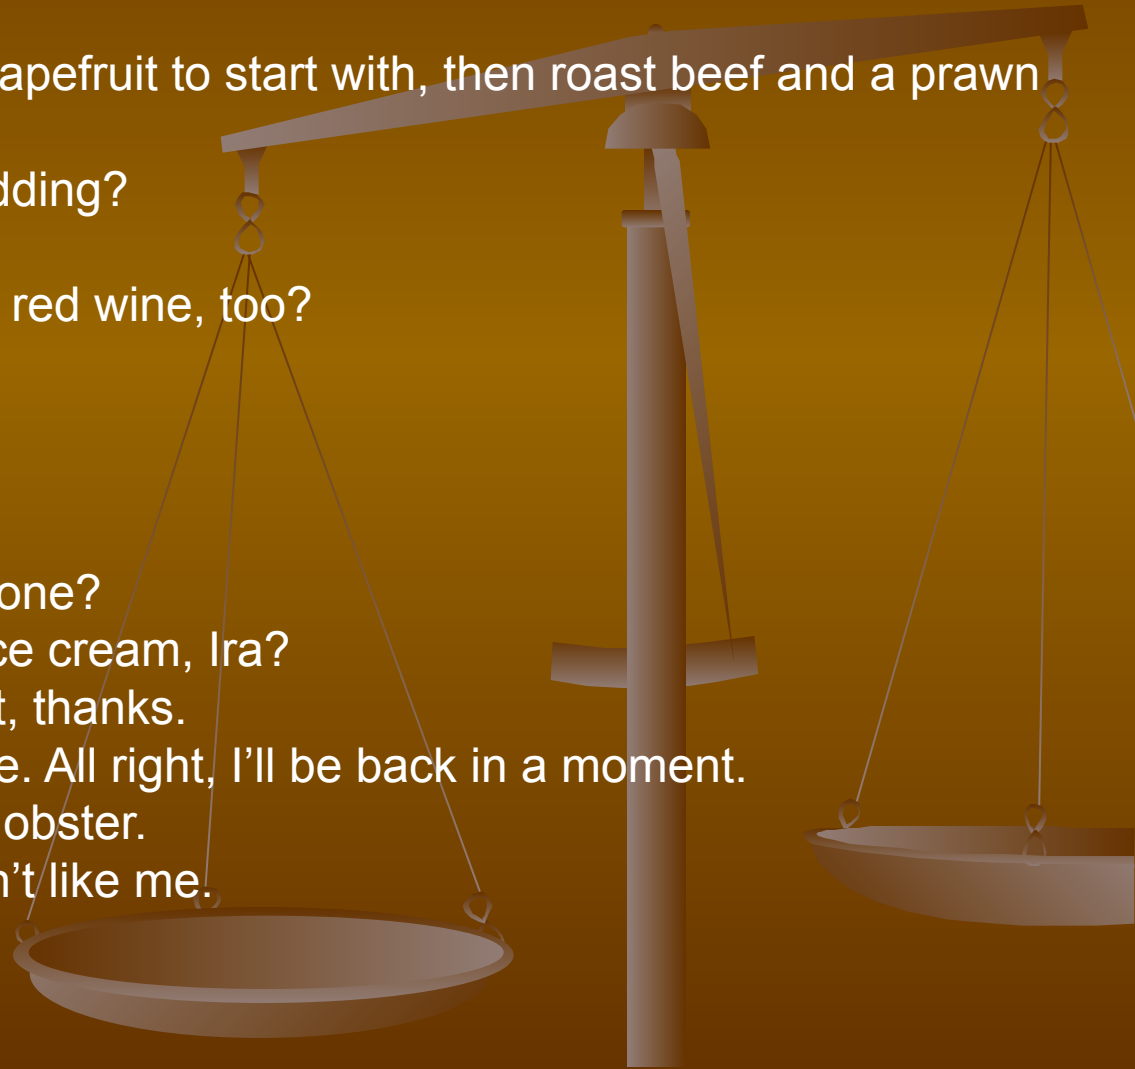 apefruit to start with, then roast beef and a prawn
dding?
red wine, too?
one?
ce cream, Ira?
t, thanks.
e. All right, I’ll be back in a moment.
obster.
n’t like me.